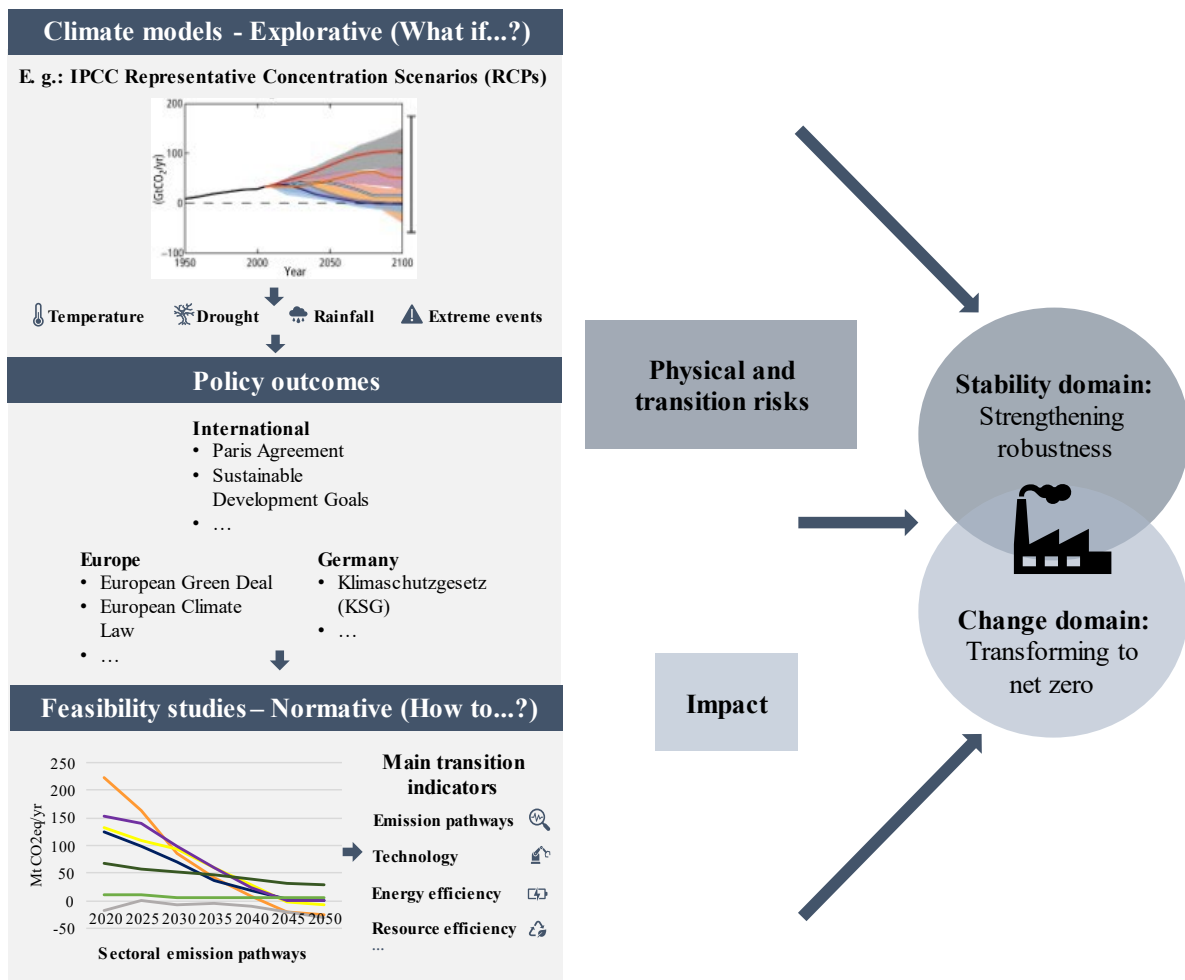 Climate models - Explorative (What if...?)
E. g.: IPCC Representative Concentration Scenarios (RCPs)
200
100
0
−100
(GtCO₂/yr)
1950
2000
2050
2100
Year
Temperature
Drought
Rainfall
Extreme events
Policy outcomes
International
• Paris Agreement
• Sustainable
Development Goals
• …
Europe
• European Green Deal
• European Climate
Law
• …
Germany
• Klimaschutzgesetz
(KSG)
• …
Feasibility studies – Normative (How to...?)
250
200
150
100
50
0
-50
Mt CO2eq/yr
2020 2025 2030 2035 2040 2045 2050
Sectoral emission pathways
Main transition
indicators
Emission pathways
Technology
Energy efficiency
Resource efficiency
...
Physical and
transition risks
Impact
Stability domain:
Strengthening
robustness
Change domain:
Transforming to
net zero